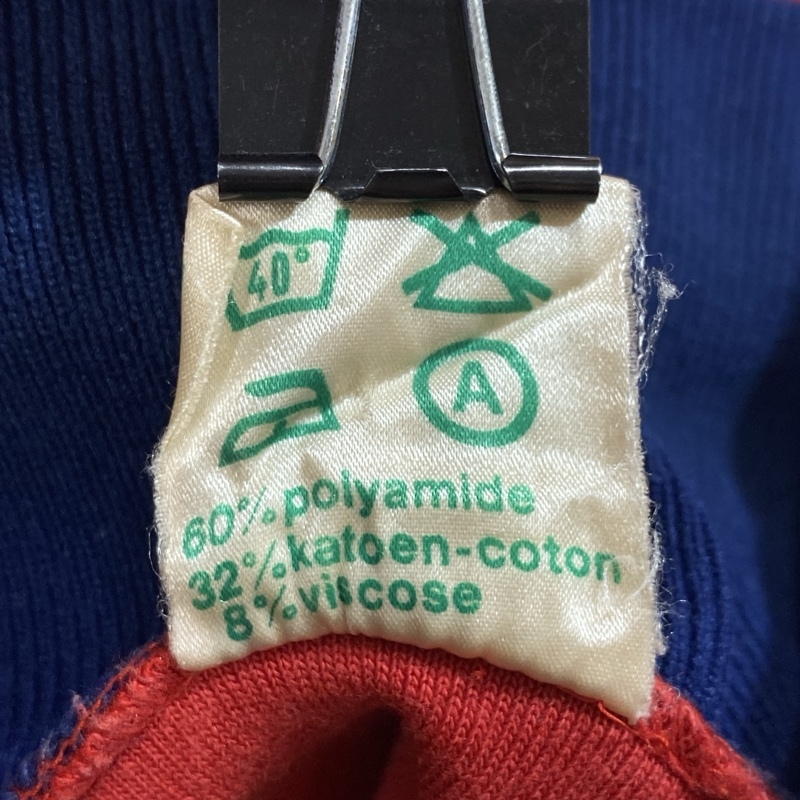 40°
A
60% polyamide
32% katoen-coton
8% viscose